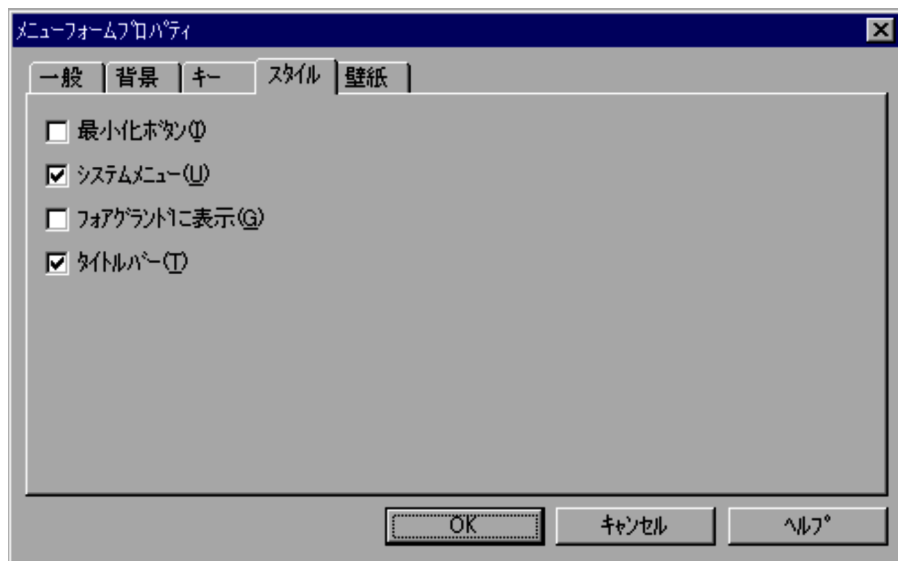 ﾒﾆｭｰﾌｫｰﾑﾌﾟﾛﾊﾟﾃｨ
一般 背景 ｷｰ ｽﾀｲﾙ 壁紙
最小化ﾎﾞﾀﾝ(I)
ｼｽﾃﾑﾒﾆｭｰ(U)
ﾌｫｱｸﾞﾗﾝﾄﾞに表示(G)
ﾀｲﾄﾙﾊﾞｰ(T)
OK ｷｬﾝｾﾙ ﾍﾙﾌﾟ